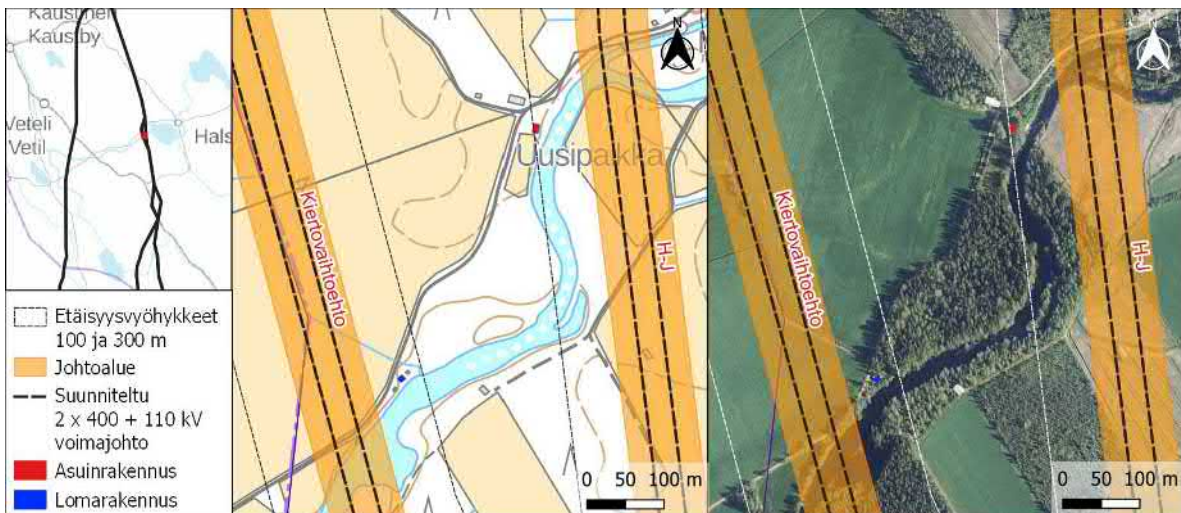 Kaustinen
Kaustby
Veteli
Vetil
Hals
Etäisyysvyöhykkeet
100 ja 300 m
Johtoalue
Suunniteltu
2 x 400 + 110 kV
voimajohto
Asuinrakennus
Lomarakennus
N
M
Uusipaikka
Kiertovaihtoehto
H-J
0 50 100 m
N
Kiertovaihtoehto
H-J
0 50 100 m